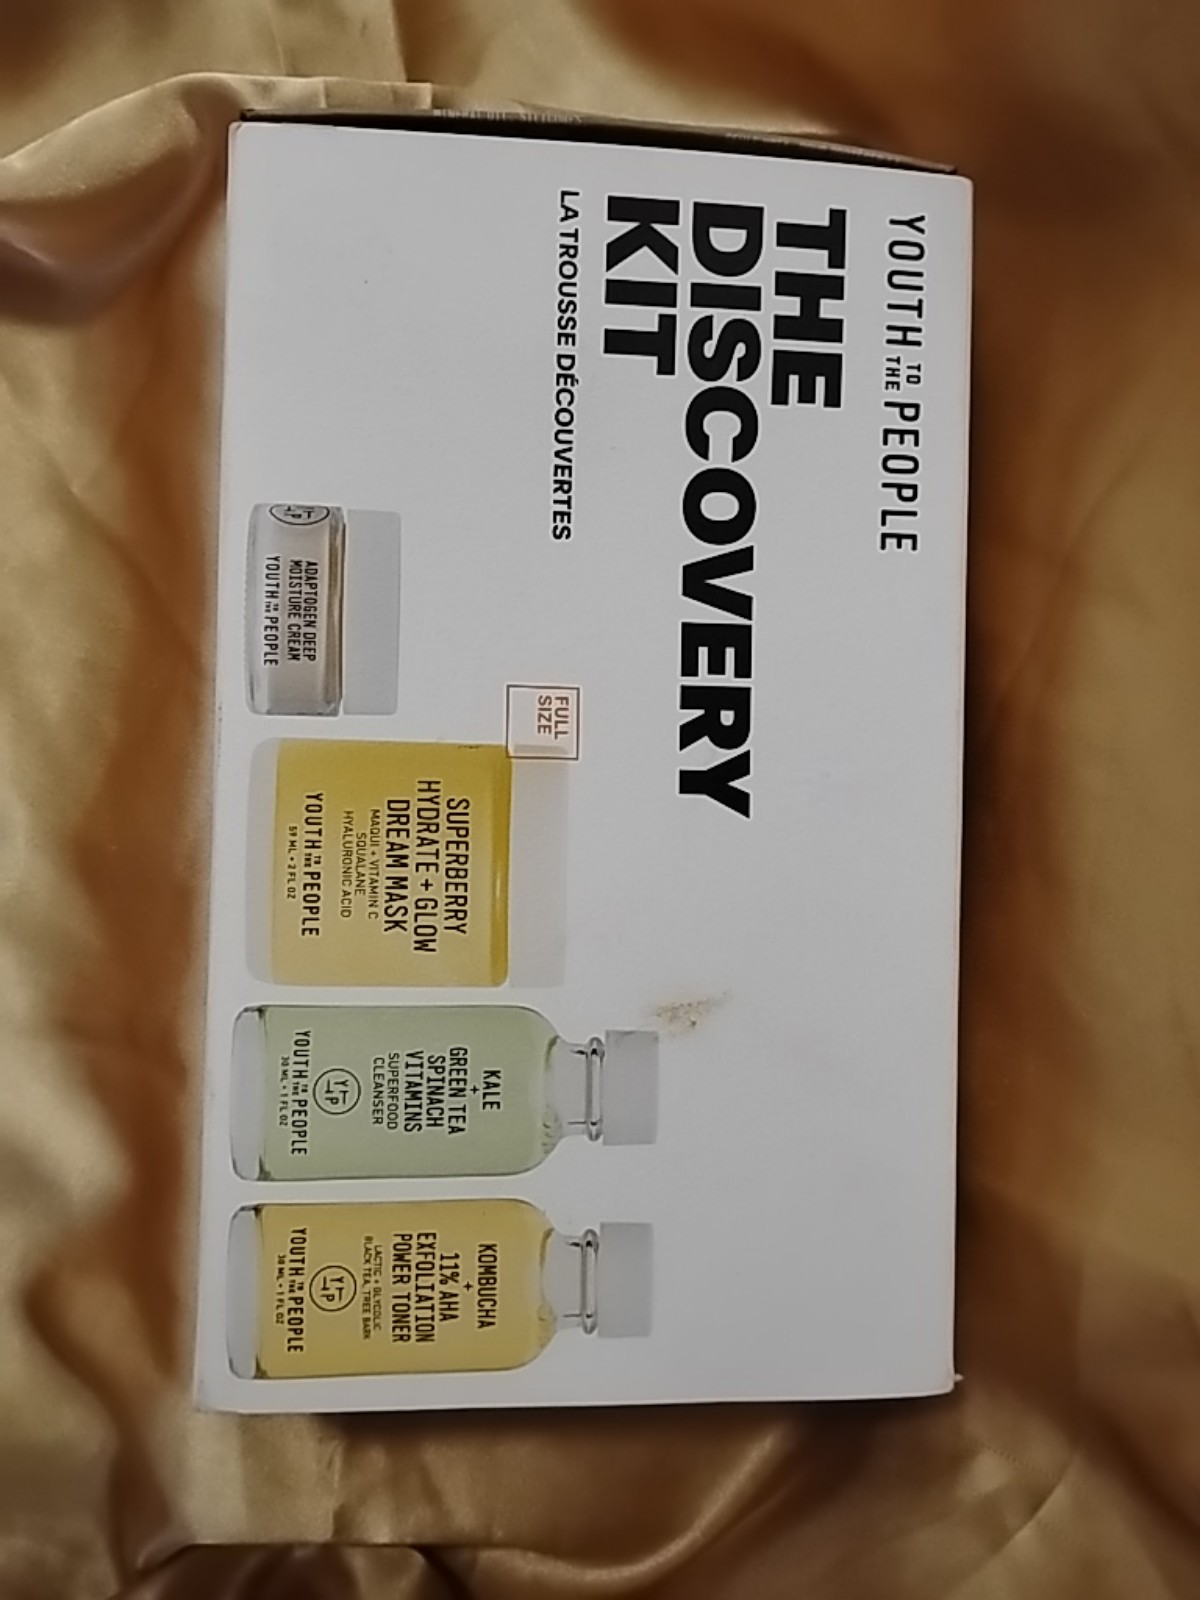 YOUTH TO THE PEOPLE
THE
DISCOVERY
KIT
LA TROUSSE DÉCOUVERTES
ADAPTOGEN DEEP
MOISTURE CREAM
YOUTH TO THE PEOPLE
FULL
SIZE
SUPERBERRY
HYDRATE + GLOW
DREAM MASK
MAQUI + VITAMIN C
SQUALANE
HYALURONIC ACID
YOUTH TO THE PEOPLE
59 ML • 2 FL OZ
KALE
+
GREEN TEA
SPINACH
VITAMINS
SUPERFOOD
CLEANSER
YTTP
YOUTH TO THE PEOPLE
30 ML • 1 FL OZ
KOMBUCHA
+
11% AHA
EXFOLIATION
POWER TONER
LACTIC + GLYCOLIC
BLACK TEA, TREE BARK
YTTP
YOUTH TO THE PEOPLE
30 ML • 1 FL OZ